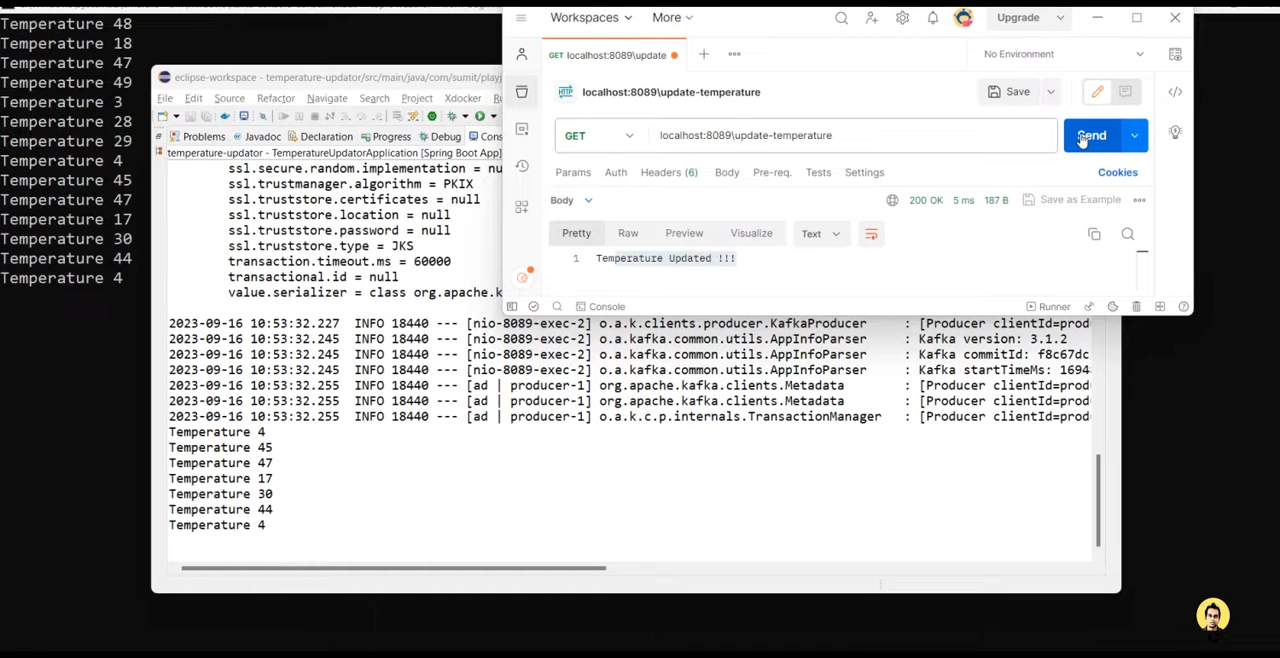 Temperature 48
Temperature 18
Temperature 47
Temperature 49
Temperature 3
Temperature 28
Temperature 29
Temperature 4
Temperature 45
Temperature 47
Temperature 17
Temperature 30
Temperature 44
Temperature 4
eclipse-workspace - temperature-updator/src/main/java/com/sumit/playj
File Edit Source Refactor Navigate Search Project Xdocker
Problems Javadoc Declaration Progress Debug Cons
temperature-updator - TemperatureUpdatorApplication [Spring Boot App]
ssl.secure.random.implementation = nu
ssl.trustmanager.algorithm = PKIX
ssl.truststore.certificates = null
ssl.truststore.location = null
ssl.truststore.password = null
ssl.truststore.type = JKS
transaction.timeout.ms = 60000
transactional.id = null
value.serializer = class org.apache.k
2023-09-16 10:53:32.227 INFO 18440 --- [nio-8089-exec-2] o.a.k.clients.producer.KafkaProducer : [Producer clientId=prod
2023-09-16 10:53:32.245 INFO 18440 --- [nio-8089-exec-2] o.a.kafka.common.utils.AppInfoParser : Kafka version: 3.1.2
2023-09-16 10:53:32.245 INFO 18440 --- [nio-8089-exec-2] o.a.kafka.common.utils.AppInfoParser : Kafka commitId: f8c67dc
2023-09-16 10:53:32.245 INFO 18440 --- [nio-8089-exec-2] o.a.kafka.common.utils.AppInfoParser : Kafka startTimeMs: 1694
2023-09-16 10:53:32.255 INFO 18440 --- [ad | producer-1] org.apache.kafka.clients.Metadata : [Producer clientId=prod
2023-09-16 10:53:32.255 INFO 18440 --- [ad | producer-1] org.apache.kafka.clients.Metadata : [Producer clientId=prod
2023-09-16 10:53:32.255 INFO 18440 --- [ad | producer-1] o.a.k.c.p.internals.TransactionManager : [Producer clientId=prod
Temperature 4
Temperature 45
Temperature 47
Temperature 17
Temperature 30
Temperature 44
Temperature 4
Workspaces More Upgrade
GET localhost:8089\update No Environment
HTTP localhost:8089\update-temperature Save
GET localhost:8089\update-temperature Send
Params Auth Headers (6) Body Pre-req. Tests Settings Cookies
Body 200 OK 5 ms 187 B Save as Example
Pretty Raw Preview Visualize Text
1 Temperature Updated !!!
Console Runner